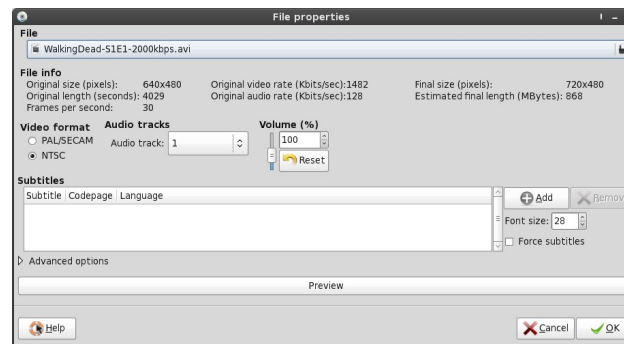 File properties
File
WalkingDead-S1E1-2000kbps.avi
File info
Original size (pixels): 640x480 Original video rate (Kbits/sec):1482 Final size (pixels): 720x480
Original length (seconds): 4029 Original audio rate (Kbits/sec):128 Estimated final length (MBytes): 868
Frames per second: 30
Video format Audio tracks Volume (%)
PAL/SECAM Audio track: 1 100
NTSC Reset
Subtitles
Subtitle Codepage Language Add Remov
Font size: 28
Force subtitles
Advanced options
Preview
Help Cancel OK